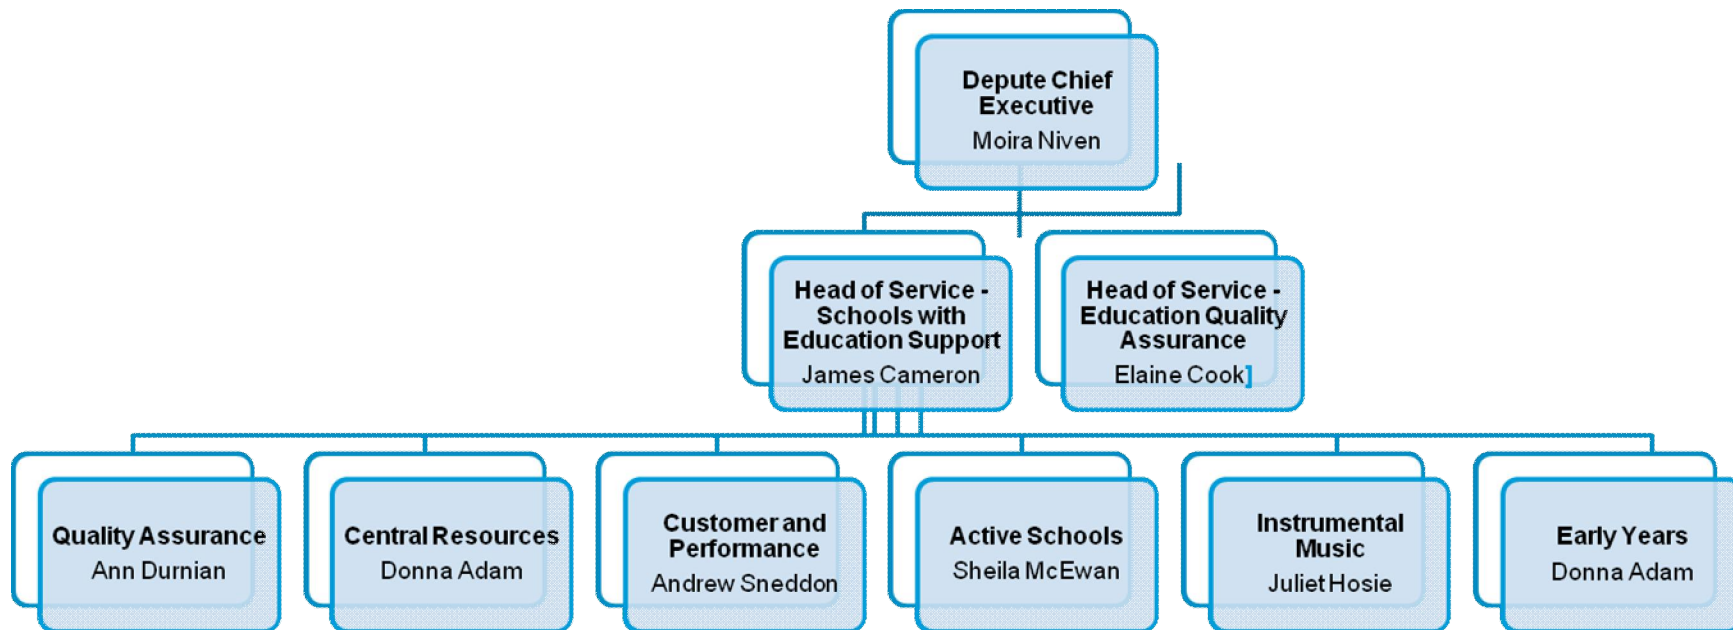 Depute Chief
Executive
Moira Niven
Head of Service -
Schools with
Education Support
James Cameron
Head of Service -
Education Quality
Assurance
Elaine Cook]
Quality Assurance
Ann Durnian
Central Resources
Donna Adam
Customer and
Performance
Andrew Sneddon
Active Schools
Sheila McEwan
Instrumental
Music
Juliet Hosie
Early Years
Donna Adam